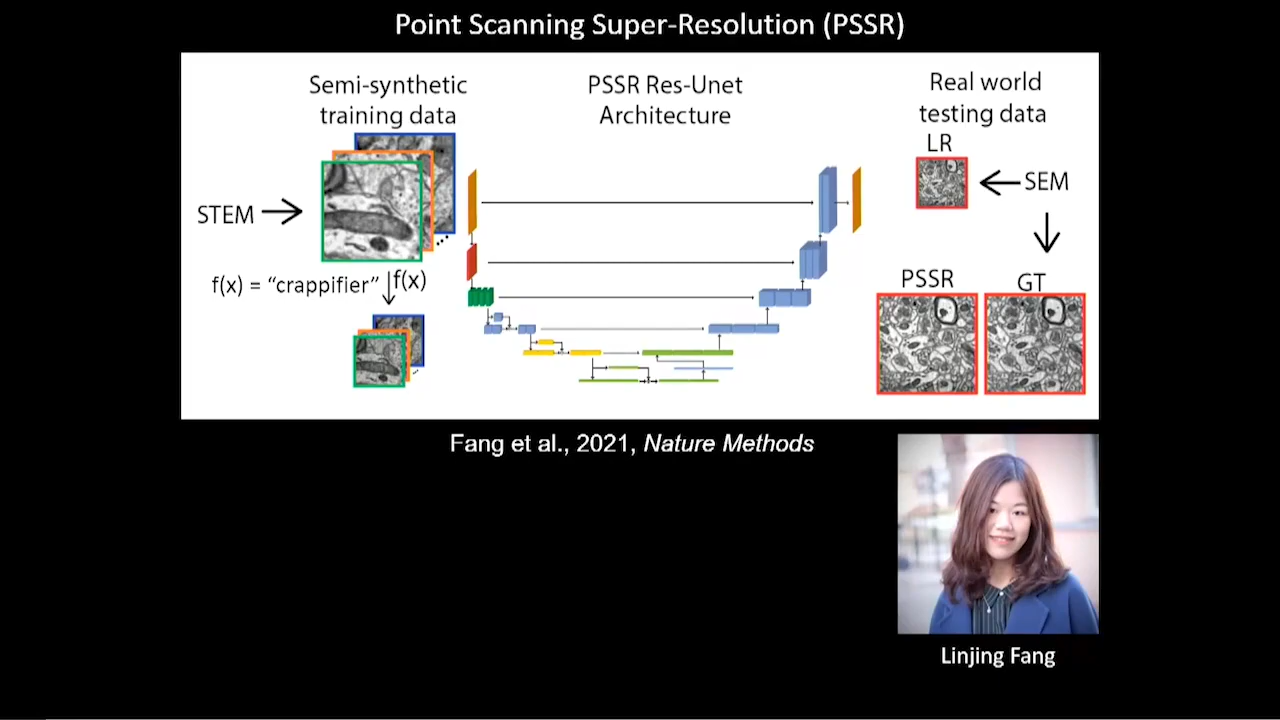 Point Scanning Super-Resolution (PSSR)
Semi-synthetic
training data
PSSR Res-Unet
Architecture
Real world
testing data
LR
SEM
STEM
f(x) = “crappifier”
f(x)
PSSR
GT
Fang et al., 2021, Nature Methods
Linjing Fang